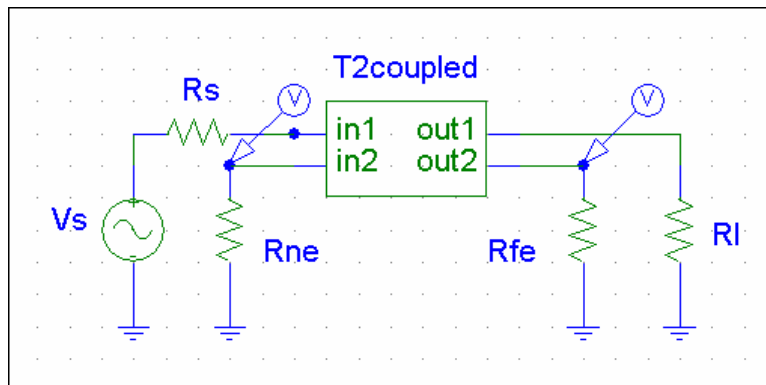 T2coupled
Rs
V
V
in1
out1
in2
out2
Vs
Rne
Rfe
Rl